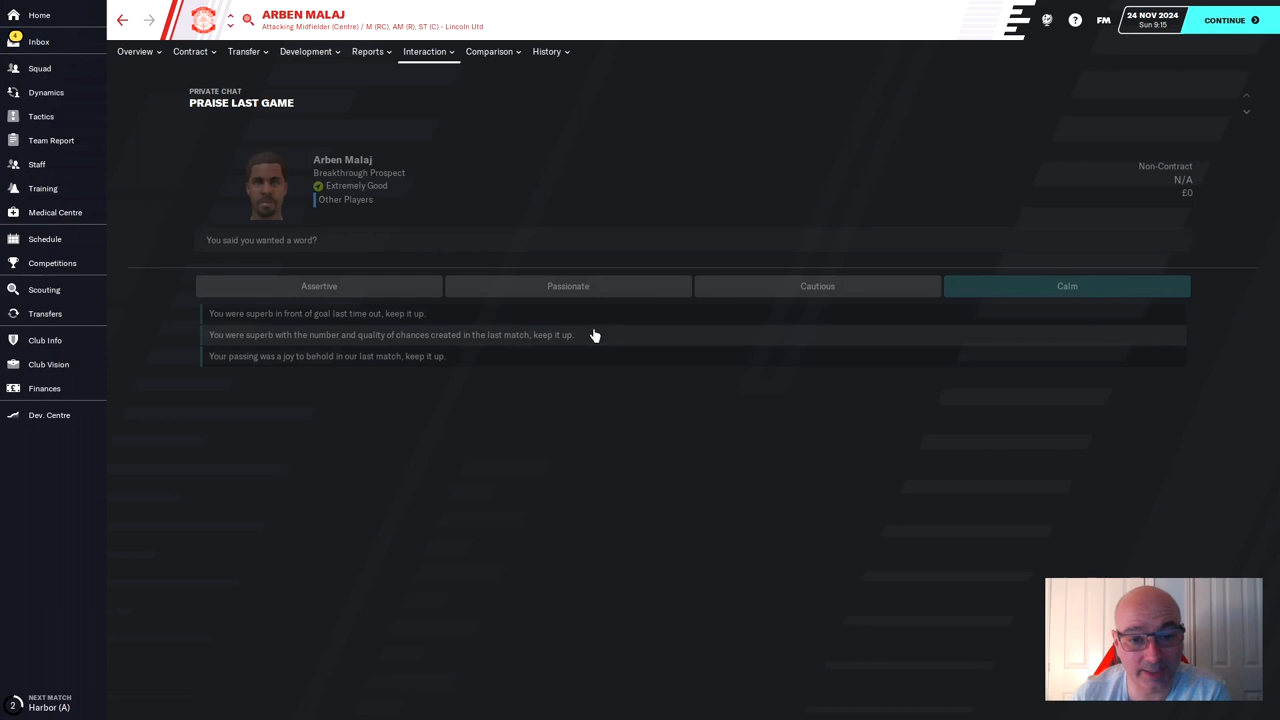 ARBEN MALAJ
Attacking Midfielder (Centre) / M (RC), AM (R), ST (C) - Lincoln Utd
FM
24 NOV 2024
Sun 9:15
CONTINUE
Overview
Contract
Transfer
Development
Reports
Interaction
Comparison
History
Home
4
Inbox
Squad
Dynamics
Tactics
Team Report
Staff
Training
Medical Centre
Schedule
Competitions
Scouting
Transfers
Club Info
Club Vision
Finances
Dev. Centre
2
NEXT MATCH
Harbor (A)
PRIVATE CHAT
PRAISE LAST GAME
Arben Malaj
Breakthrough Prospect
Extremely Good
Other Players
Non-Contract
N/A
£0
You said you wanted a word?
Assertive
Passionate
Cautious
Calm
You were superb in front of goal last time out, keep it up.
You were superb with the number and quality of chances created in the last match, keep it up.
Your passing was a joy to behold in our last match, keep it up.